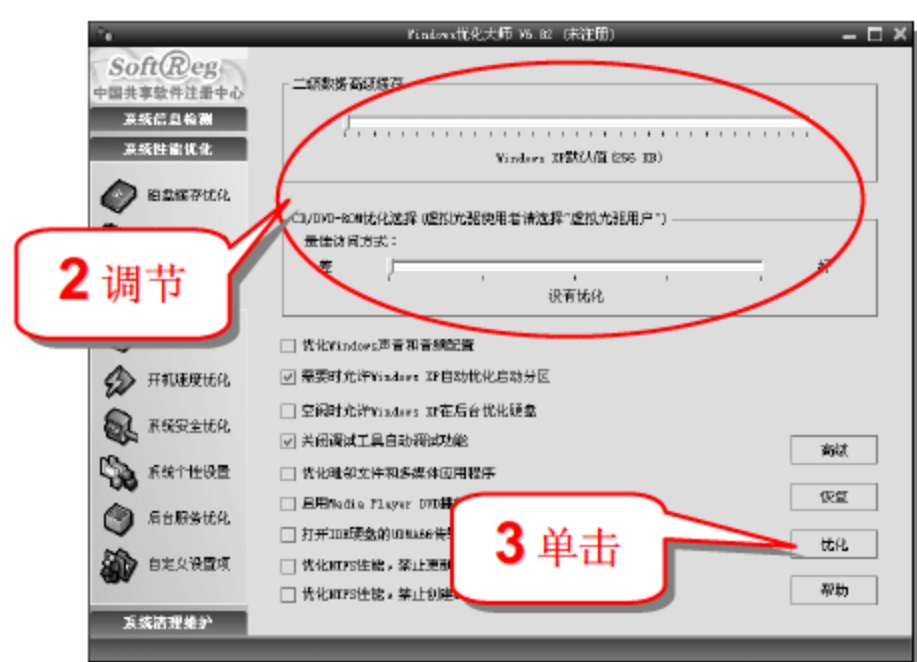 Windows优化大师 V6.82 (未注册)
SoftReg
中国共享软件注册中心
系统信息检测
系统性能优化
磁盘缓存优化
开机速度优化
系统安全优化
系统个性设置
后台服务优化
自定义设置项
系统清理维护
二级数据高级缓存
Windows XP默认值(256 KB)
CD/DVD-ROM优化选择(虚拟光驱使用者请选择"虚拟光驱用户")
最佳访问方式：
差
好
没有优化
优化Windows声音和音频配置
需要时允许Windows XP自动优化启动分区
空闲时允许Windows XP在后台优化硬盘
关闭调试工具自动调试功能
优化唯却文件和多媒体应用程序
启用Media Player DVD播
打开IDE硬盘的UDMA66传
优化NTFS性能，禁止更新
优化NTFS性能，禁止创建
恢复
优化
帮助
2 调节
3 单击